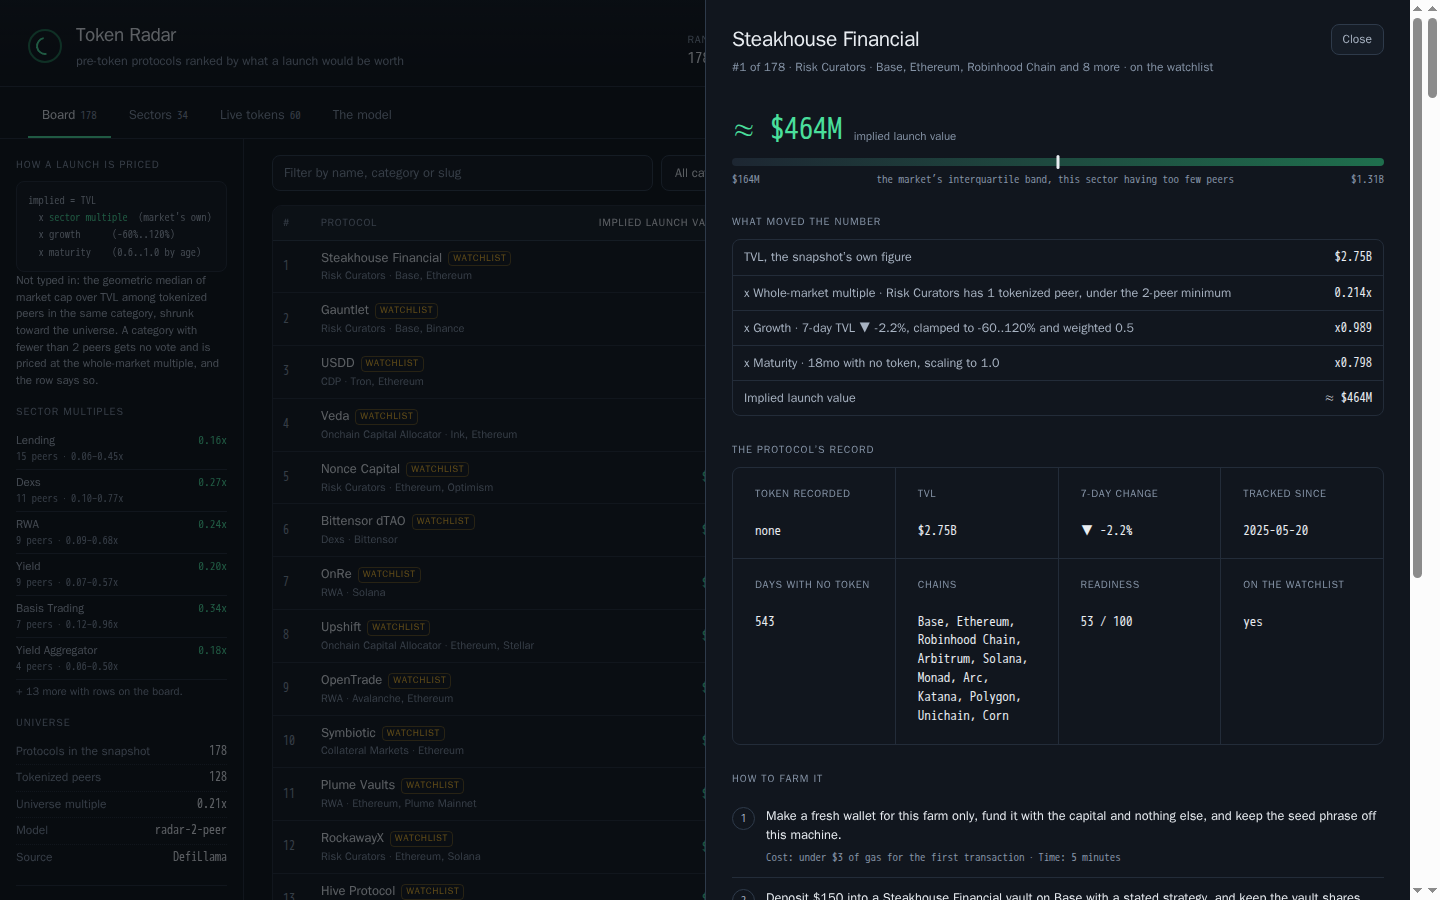 Token Radar
pre-token protocols ranked by what a launch would be worth
RAN
178
Board 178
Sectors 34
Live tokens 60
The model
HOW A LAUNCH IS PRICED
implied = TVL
x sector multiple (market's own)
x growth (-60%..120%)
x maturity (0.6..1.0 by age)
Not typed in: the geometric median of
market cap over TVL among tokenized
peers in the same category, shrunk
toward the universe. A category with
fewer than 2 peers gets no vote and is
priced at the whole-market multiple, and
the row says so.
SECTOR MULTIPLES
Lending 0.16x
15 peers · 0.06-0.45x
Dexs 0.27x
11 peers · 0.10-0.77x
RWA 0.24x
9 peers · 0.09-0.68x
Yield 0.20x
9 peers · 0.07-0.57x
Basis Trading 0.34x
7 peers · 0.12-0.96x
Yield Aggregator 0.18x
4 peers · 0.06-0.50x
+ 13 more with rows on the board.
UNIVERSE
Protocols in the snapshot 178
Tokenized peers 128
Universe multiple 0.21x
Model radar-2-peer
Source DefiLlama
Filter by name, category or slug
All ca
# PROTOCOL IMPLIED LAUNCH VA
1 Steakhouse Financial WATCHLIST
Risk Curators · Base, Ethereum
2 Gauntlet WATCHLIST
Risk Curators · Base, Binance
3 USDD WATCHLIST
CDP · Tron, Ethereum
4 Veda WATCHLIST
Onchain Capital Allocator · Ink, Ethereum
5 Nonce Capital WATCHLIST $
Risk Curators · Ethereum, Optimism
6 Bittensor dTAO WATCHLIST $
Dexs · Bittensor
7 OnRe WATCHLIST $
RWA · Solana
8 Upshift WATCHLIST $
Onchain Capital Allocator · Ethereum, Stellar
9 OpenTrade WATCHLIST $
RWA · Avalanche, Ethereum
10 Symbiotic WATCHLIST $
Collateral Markets · Ethereum
11 Plume Vaults WATCHLIST $
RWA · Ethereum, Plume Mainnet
12 RockawayX WATCHLIST $
Risk Curators · Ethereum, Solana
13 Hive Protocol WATCHLIST $
Steakhouse Financial
Close
#1 of 178 · Risk Curators · Base, Ethereum, Robinhood Chain and 8 more · on the watchlist
≈ $464M implied launch value
$164M the market's interquartile band, this sector having too few peers $1.31B
WHAT MOVED THE NUMBER
TVL, the snapshot's own figure $2.75B
x Whole-market multiple · Risk Curators has 1 tokenized peer, under the 2-peer minimum 0.214x
x Growth · 7-day TVL ▼ -2.2%, clamped to -60..120% and weighted 0.5 x0.989
x Maturity · 18mo with no token, scaling to 1.0 x0.798
Implied launch value ≈ $464M
THE PROTOCOL'S RECORD
TOKEN RECORDED
none
TVL
$2.75B
7-DAY CHANGE
▼ -2.2%
TRACKED SINCE
2025-05-20
DAYS WITH NO TOKEN
543
CHAINS
Base, Ethereum,
Robinhood Chain,
Arbitrum, Solana,
Monad, Arc,
Katana, Polygon,
Unichain, Corn
READINESS
53 / 100
ON THE WATCHLIST
yes
HOW TO FARM IT
1 Make a fresh wallet for this farm only, fund it with the capital and nothing else, and keep the seed phrase off
this machine.
Cost: under $3 of gas for the first transaction · Time: 5 minutes
2 Deposit $150 into a Steakhouse Financial vault on Base with a stated strategy, and keep the vault shares